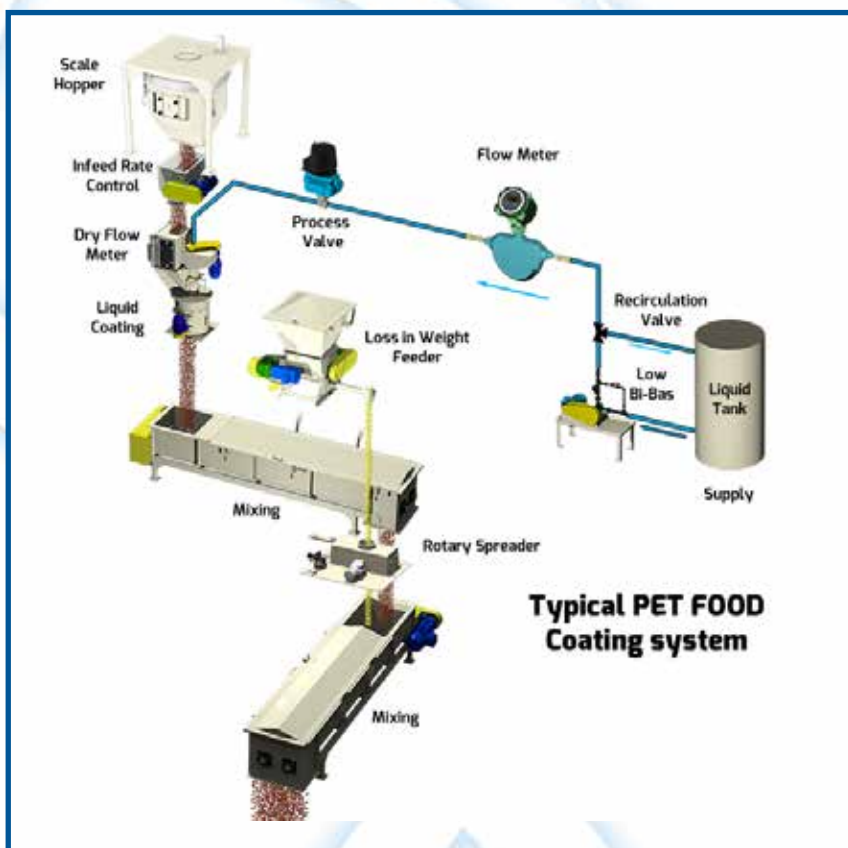 Scale
Hopper
Infeed Rate
Control
Dry Flow
Meter
Liquid
Coating
Process
Valve
Flow Meter
Recirculation
Valve
Loss in Weight
Feeder
Low
Bi-Bas
Liquid
Tank
Supply
Mixing
Rotary Spreader
Typical PET FOOD
Coating system
Mixing